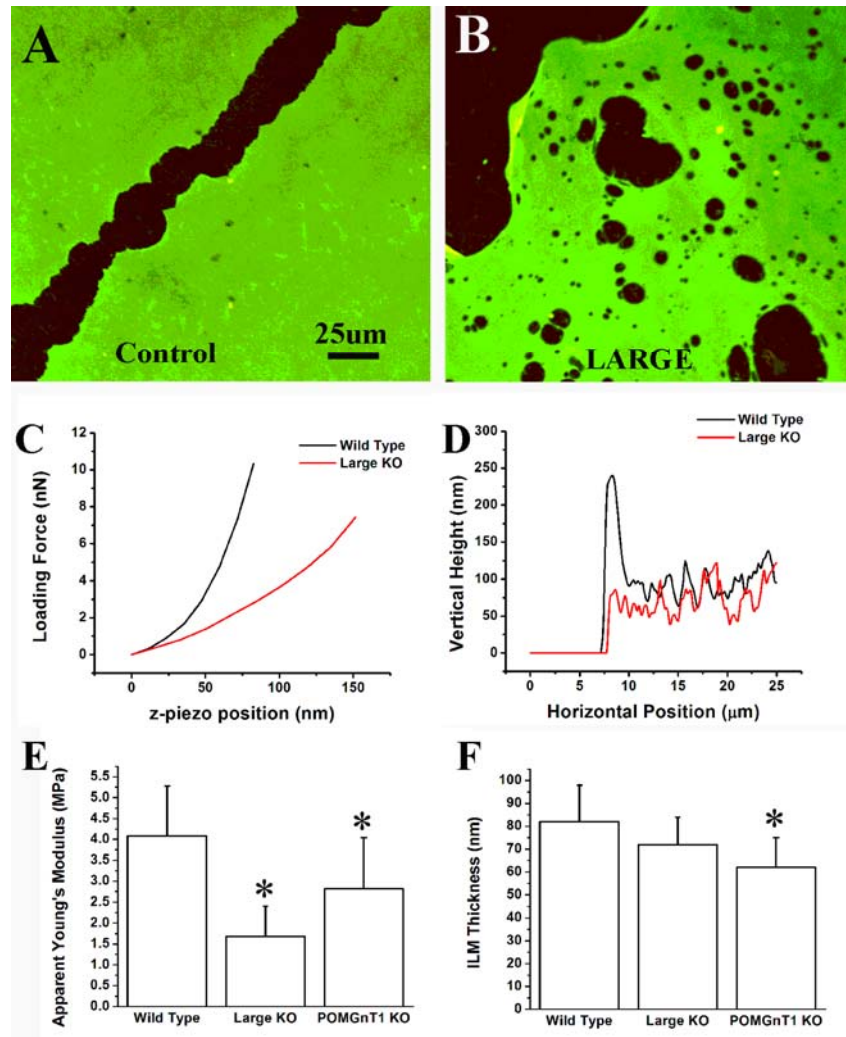 A
Control
25um
B
LARGE
C
Wild Type
Large KO
12
10
8
6
4
2
0
Loading Force (nN)
0 50 100 150
z-piezo position (nm)
D
Wild Type
Large KO
300
250
200
150
100
50
0
Vertical Height (nm)
0 5 10 15 20 25
Horizontal Position (μm)
E
5.5
5.0
4.5
4.0
3.5
3.0
2.5
2.0
1.5
1.0
0.5
0.0
Apparent Young's Modulus (MPa)
*
*
Wild Type Large KO POMGnT1 KO
F
100
90
80
70
60
50
40
30
20
10
0
ILM Thickness (nm)
*
Wild Type Large KO POMGnT1 KO